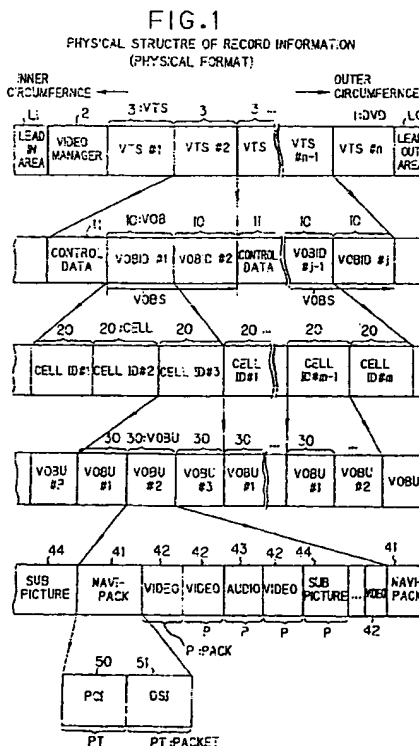 FIG.1
PHYSICAL STRUCTRE OF RECORD INFORMATION
(PHYSICAL FORMAT)
INNER CIRCUMFERNCE
OUTER CIRCUMFERENCE
LI 2 3:VTS 3 3 ... 1:DVD LO
LEAD IN AREA VIDEO MANAGER VTS #1 VTS #2 VTS VTS #n-1 VTS #n LEAD OUT AREA
11 10:VOB 10 11 10 10
CONTROL DATA VOBID #1 VOBID #2 CONTROL DATA VOBID #j-1 VOBID #j
VOBS VOBS
20 20:CELL 20 20 ... 20 20
CELL ID#1 CELL ID#2 CELL ID#3 CELL ID#1 CELL ID#m-1 CELL ID#m
30 30:VOBU 30 30 ... 30 ...
VOBU #2 VOBU #1 VOBU #2 VOBU #3 VOBU #1 VOBU #1 VOBU #2 VOBU
44 41 42 42 43 42 44 41
SUB PICTURE NAVI-PACK VIDEO VIDEO AUDIO VIDEO SUB PICTURE ... VIDEO NAVI-PACK
42
P P P P
P:PACK
50 51
PCI DSI
PT PT:PACKET